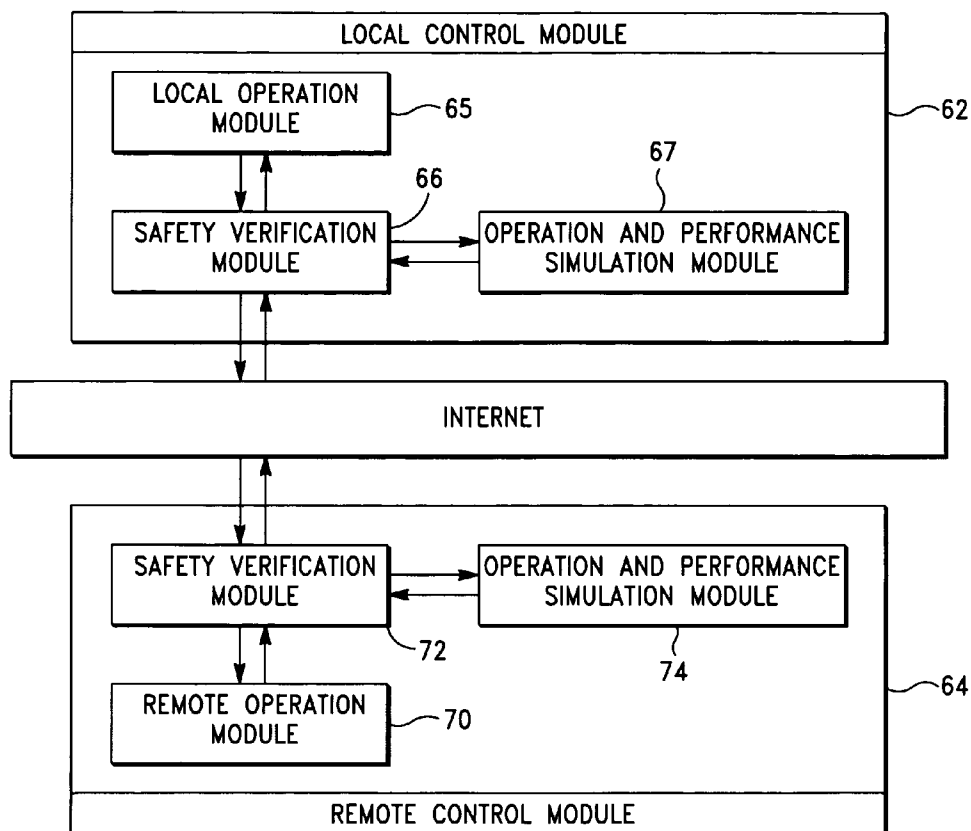 LOCAL CONTROL MODULE
LOCAL OPERATION
MODULE
65
62
67
66
SAFETY VERIFICATION
MODULE
OPERATION AND PERFORMANCE
SIMULATION MODULE
INTERNET
SAFETY VERIFICATION
MODULE
OPERATION AND PERFORMANCE
SIMULATION MODULE
72
74
64
REMOTE OPERATION
MODULE
70
REMOTE CONTROL MODULE